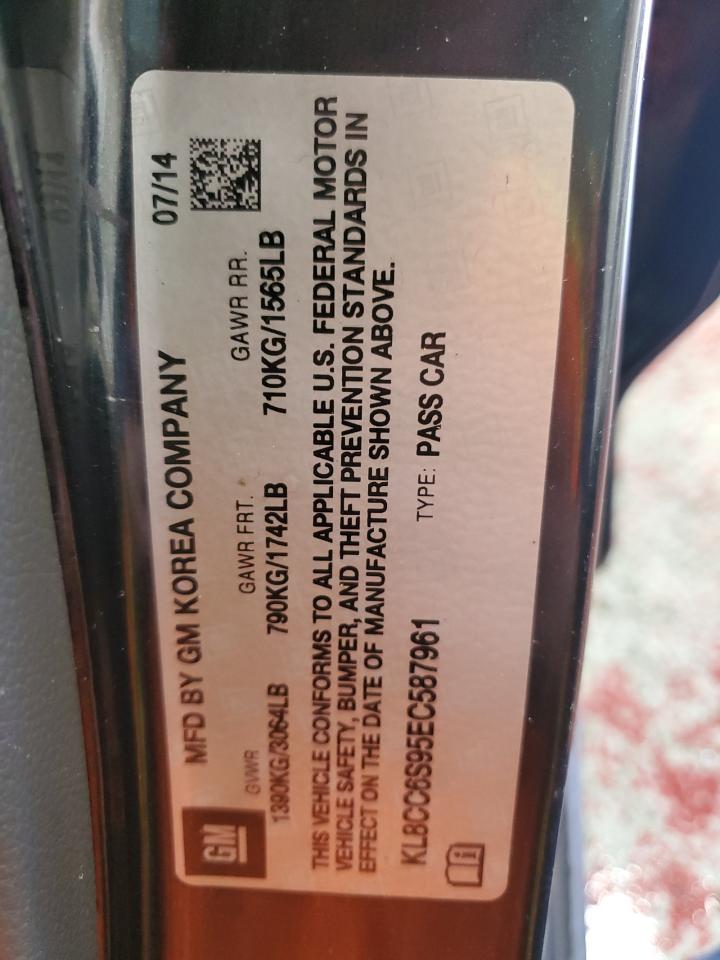 GM
MFD BY GM KOREA COMPANY 07/14
GVWR GAWR FRT. GAWR RR.
1390KG/3064LB 790KG/1742LB 710KG/1565LB
THIS VEHICLE CONFORMS TO ALL APPLICABLE U.S. FEDERAL MOTOR
VEHICLE SAFETY, BUMPER, AND THEFT PREVENTION STANDARDS IN
EFFECT ON THE DATE OF MANUFACTURE SHOWN ABOVE.
KL8CC6S95EC587961 TYPE: PASS CAR